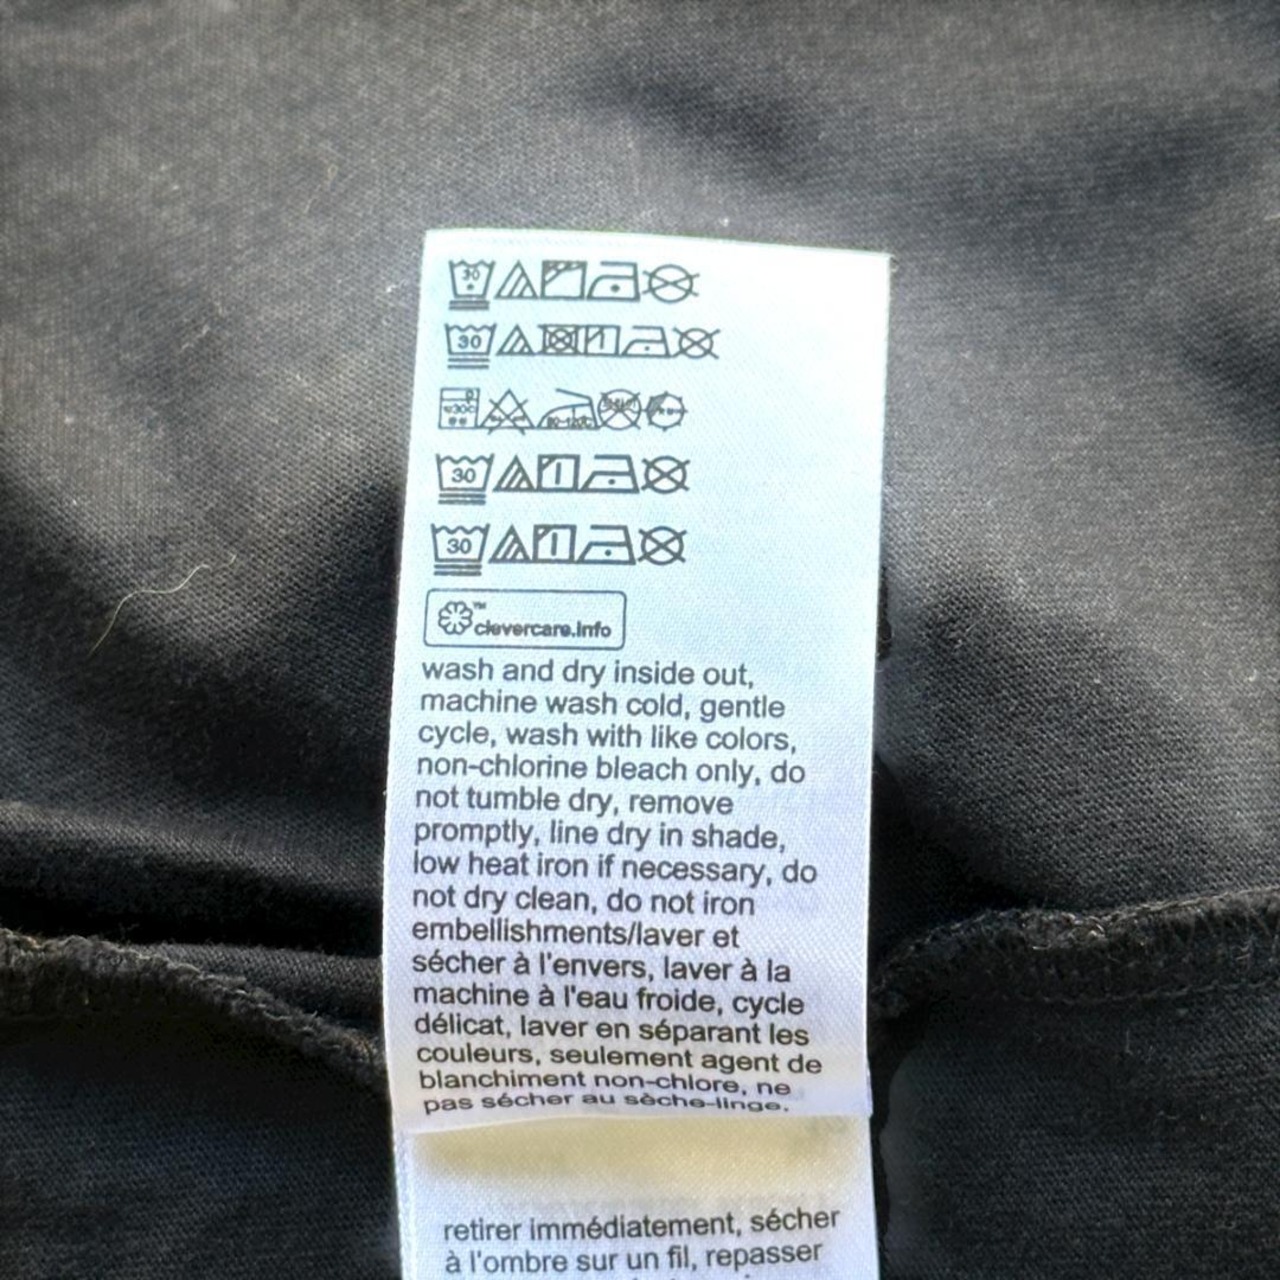 30
30
30
30
™
clevercare.info
wash and dry inside out,
machine wash cold, gentle
cycle, wash with like colors,
non-chlorine bleach only, do
not tumble dry, remove
promptly, line dry in shade,
low heat iron if necessary, do
not dry clean, do not iron
embellishments/laver et
sécher à l'envers, laver à la
machine à l'eau froide, cycle
délicat, laver en séparant les
couleurs, seulement agent de
blanchiment non-chlore, ne
pas sécher au sèche-linge,
retirer immédiatement, sécher
à l'ombre sur un fil, repasser